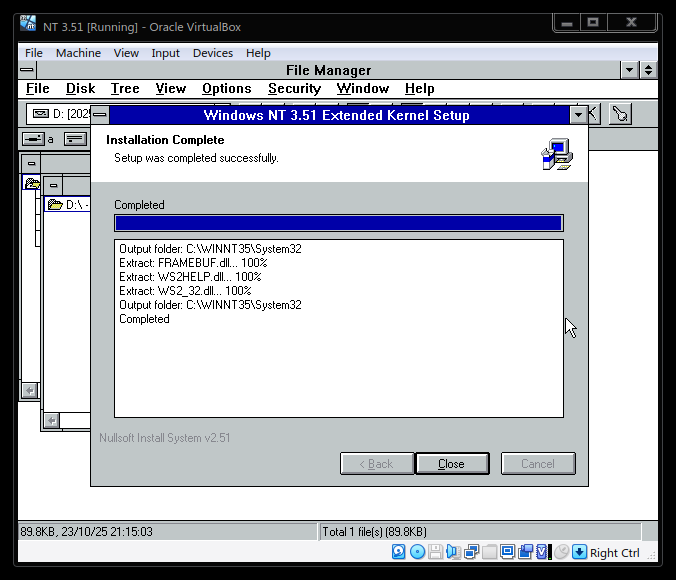 NT 3.51 [Running] - Oracle VirtualBox
File Machine View Input Devices Help
File Manager
File Disk Tree View Options Security Window Help
D: [202
Windows NT 3.51 Extended Kernel Setup
a
D:\ -
Installation Complete
Setup was completed successfully.
Completed
Output folder: C:\WINNT35\System32
Extract: FRAMEBUF.dll... 100%
Extract: WS2HELP.dll... 100%
Extract: WS2_32.dll... 100%
Output folder: C:\WINNT35\System32
Completed
Nullsoft Install System v2.51
< Back Close Cancel
89.8KB, 23/10/25 21:15:03 Total 1 file(s) (89.8KB)
Right Ctrl